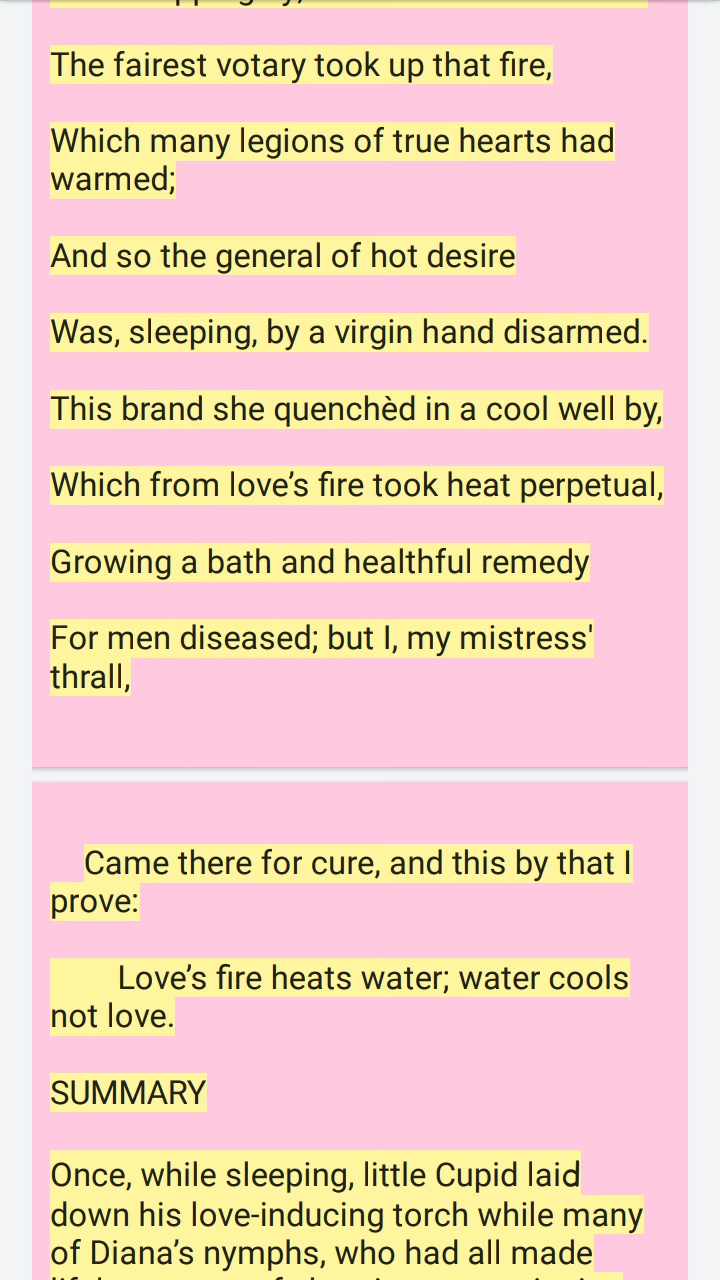 The fairest votary took up that fire,
Which many legions of true hearts had
warmed;
And so the general of hot desire
Was, sleeping, by a virgin hand disarmed.
This brand she quenchèd in a cool well by,
Which from love’s fire took heat perpetual,
Growing a bath and healthful remedy
For men diseased; but I, my mistress'
thrall,
Came there for cure, and this by that I
prove:
Love’s fire heats water; water cools
not love.
SUMMARY
Once, while sleeping, little Cupid laid
down his love-inducing torch while many
of Diana’s nymphs, who had all made